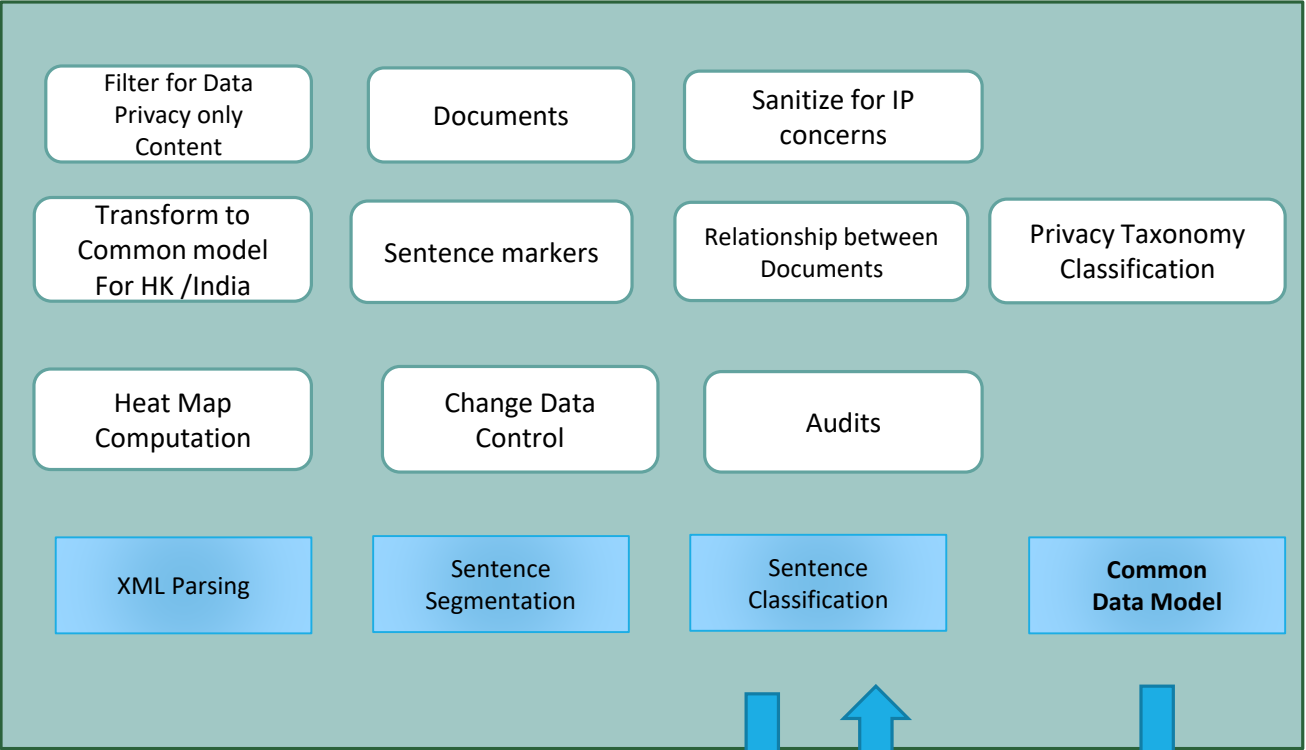 Filter for Data
Privacy only
Content
Documents
Sanitize for IP
concerns
Transform to
Common model
For HK /India
Sentence markers
Relationship between
Documents
Privacy Taxonomy
Classification
Heat Map
Computation
Change Data
Control
Audits
XML Parsing
Sentence
Segmentation
Sentence
Classification
Common
Data Model